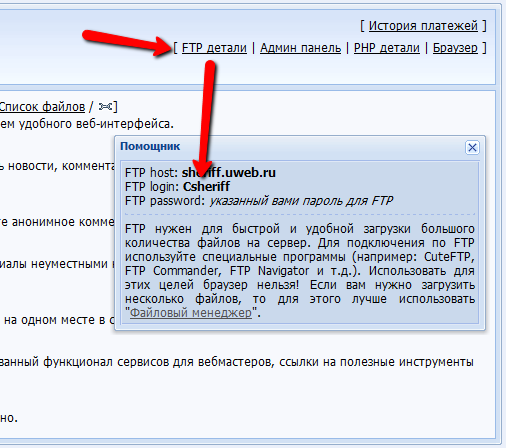 [ История платежей ]
[ FTP детали | Админ панель | PHP детали | Браузер ]
Список файлов / ]
ем удобного веб-интерфейса.
Помощник
FTP host: sheriff.uweb.ru
FTP login: Csheriff
FTP password: указанный вами пароль для FTP
FTP нужен для быстрой и удобной загрузки большого
количества файлов на сервер. Для подключения по FTP
используйте специальные программы (например: CuteFTP,
FTP Commander, FTP Navigator и т.д.). Использовать для
этих целей браузер нельзя! Если вам нужно загрузить
несколько файлов, то для этого лучше использовать
"Файловый менеджер".
ь новости, коммента
те анонимное комме
иалы неуместными н
на одном месте в с
ванный функционал сервисов для вебмастеров, ссылки на полезные инструменты
но.